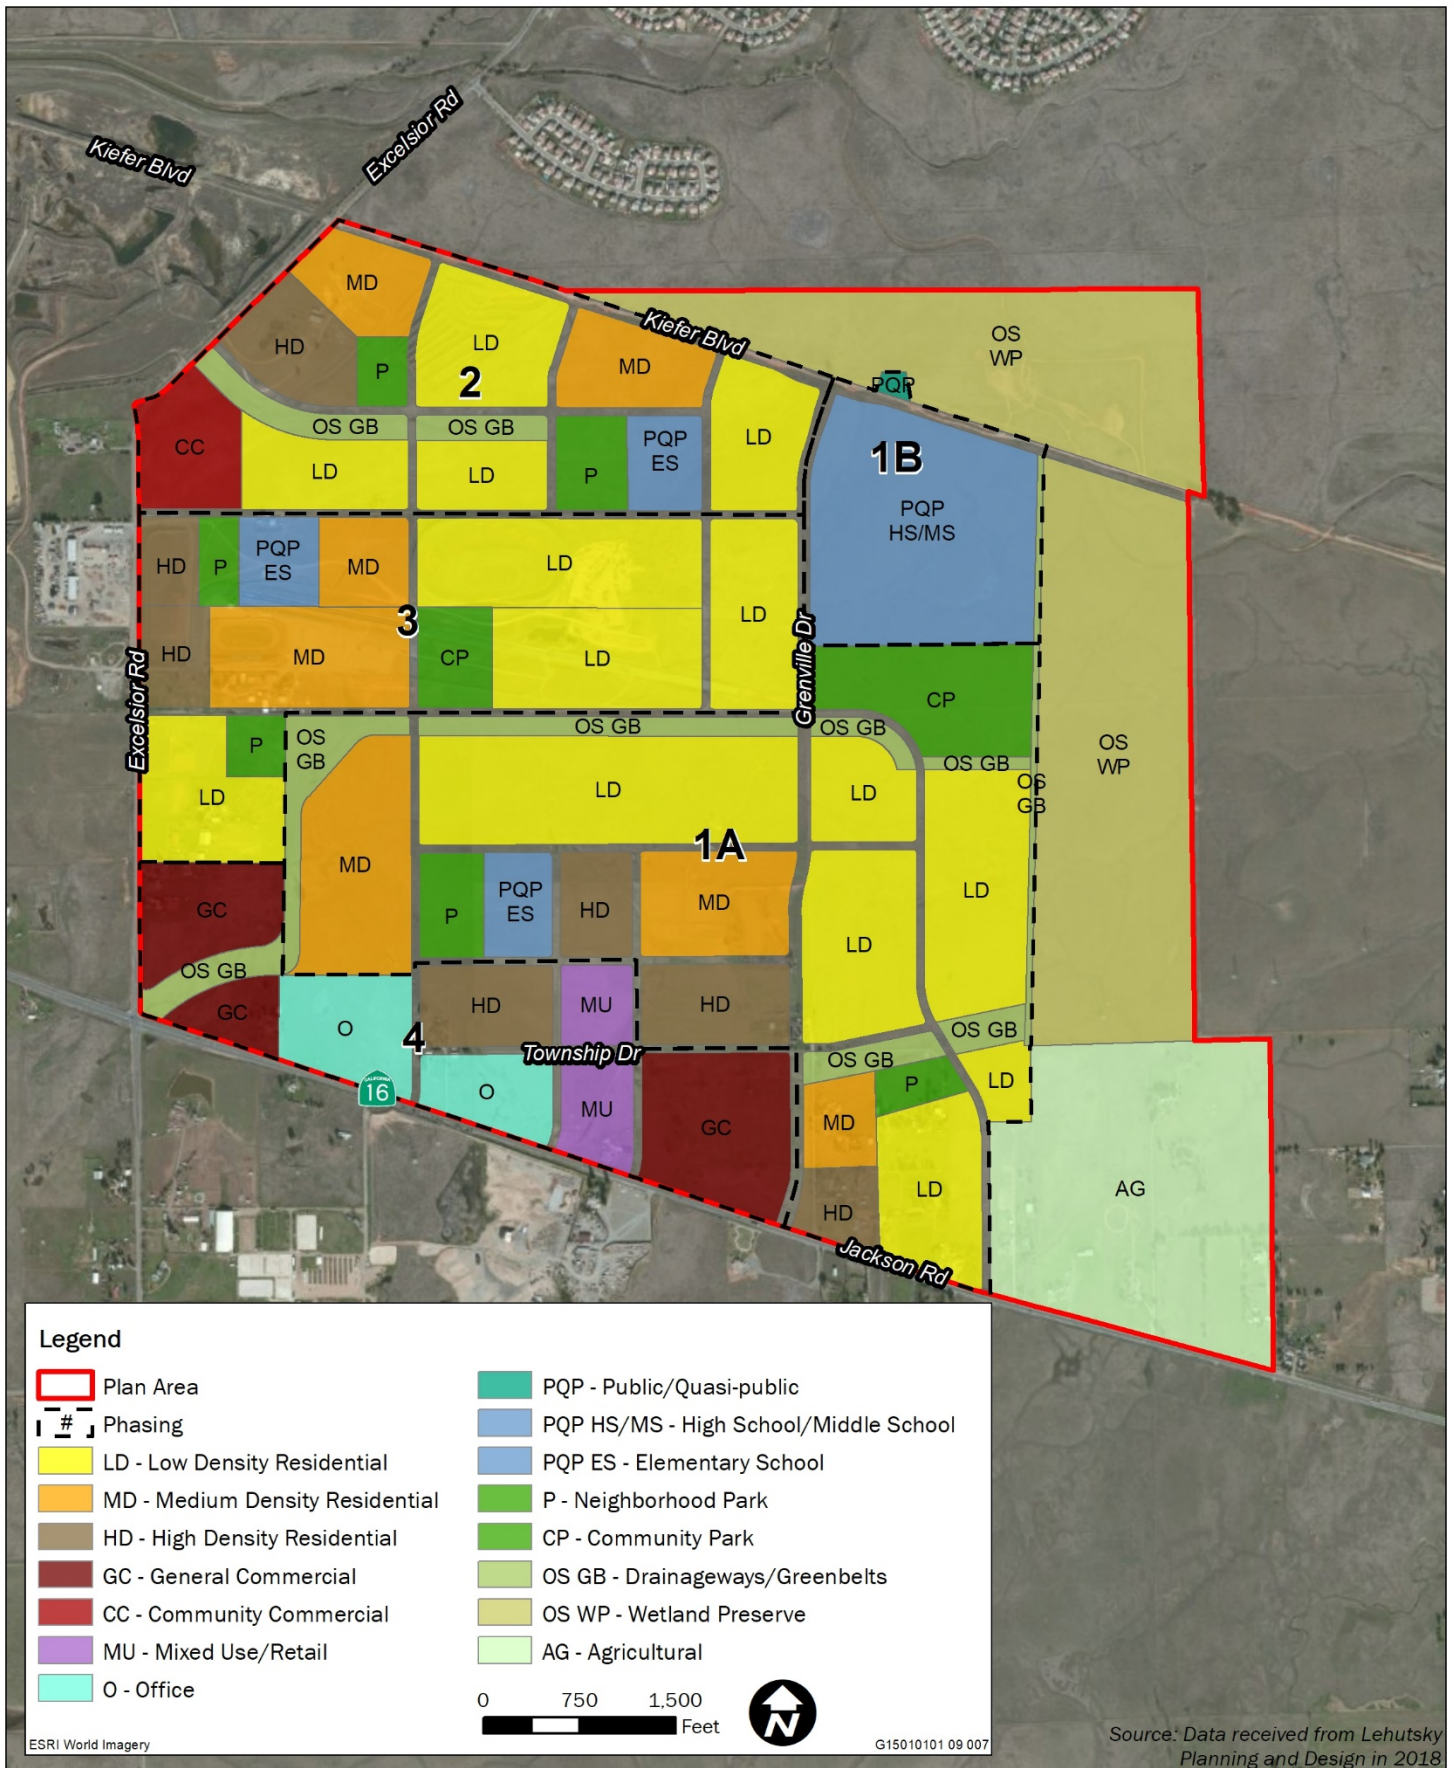 Excelsior Rd
Kiefer Blvd
MD
HD
P
LD
2
Kiefer Blvd
MD
OS
WP
PQP
CC
OS GB
OS GB
LD
LD
P
PQP
ES
LD
1B
PQP
HS/MS
HD
P
PQP
ES
MD
LD
LD
3
HD
MD
CP
LD
Grenville Dr
CP
Excelsior Rd
P
LD
OS
GB
OS GB
OS GB
OS GB
OS
GB
OS
WP
LD
LD
1A
MD
P
PQP
ES
HD
MD
LD
LD
GC
OS GB
GC
O
4
HD
MU
HD
Township Dr
O
MU
GC
OS GB
OS GB
P
LD
MD
HD
LD
AG
CALIFORNIA
16
Jackson Rd
Legend
Plan Area
# Phasing
LD - Low Density Residential
MD - Medium Density Residential
HD - High Density Residential
GC - General Commercial
CC - Community Commercial
MU - Mixed Use/Retail
O - Office
PQP - Public/Quasi-public
PQP HS/MS - High School/Middle School
PQP ES - Elementary School
P - Neighborhood Park
CP - Community Park
OS GB - Drainageways/Greenbelts
OS WP - Wetland Preserve
AG - Agricultural
0 750 1,500
Feet
N
ESRI World Imagery
G15010101 09 007
Source: Data received from Lehutsky
Planning and Design in 2018